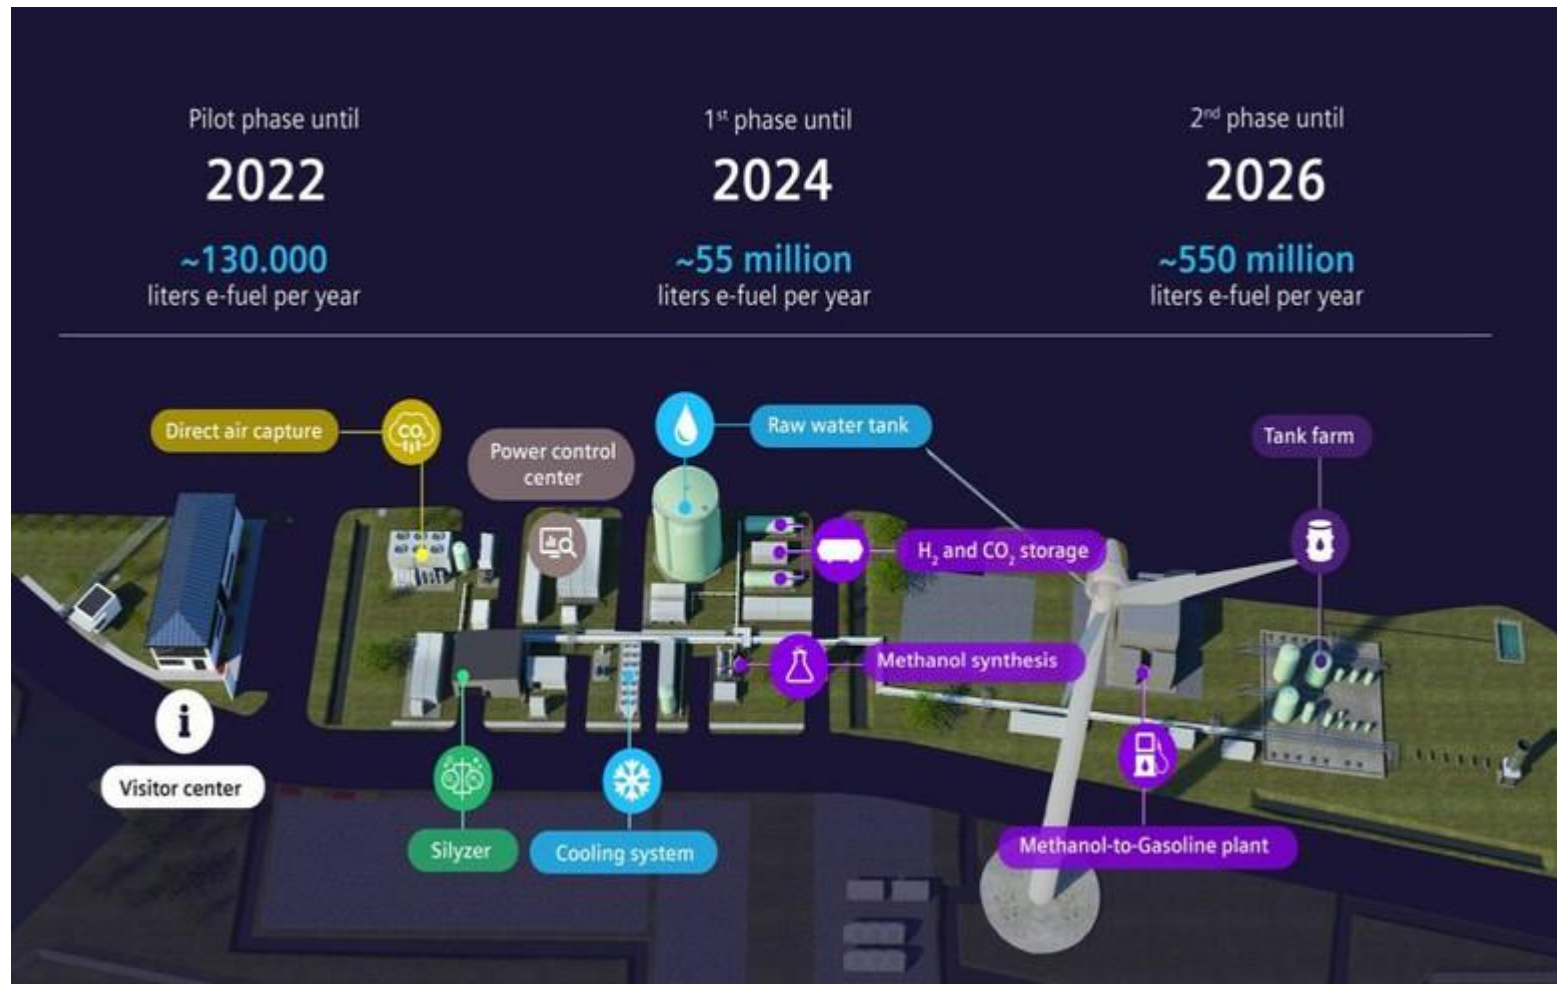 Pilot phase until
2022
~130.000
liters e-fuel per year
1st phase until
2024
~55 million
liters e-fuel per year
2nd phase until
2026
~550 million
liters e-fuel per year
Direct air capture
CO2
Power control
center
Raw water tank
Tank farm
H2 and CO2 storage
Methanol synthesis
i
Visitor center
Silyzer
Cooling system
Methanol-to-Gasoline plant